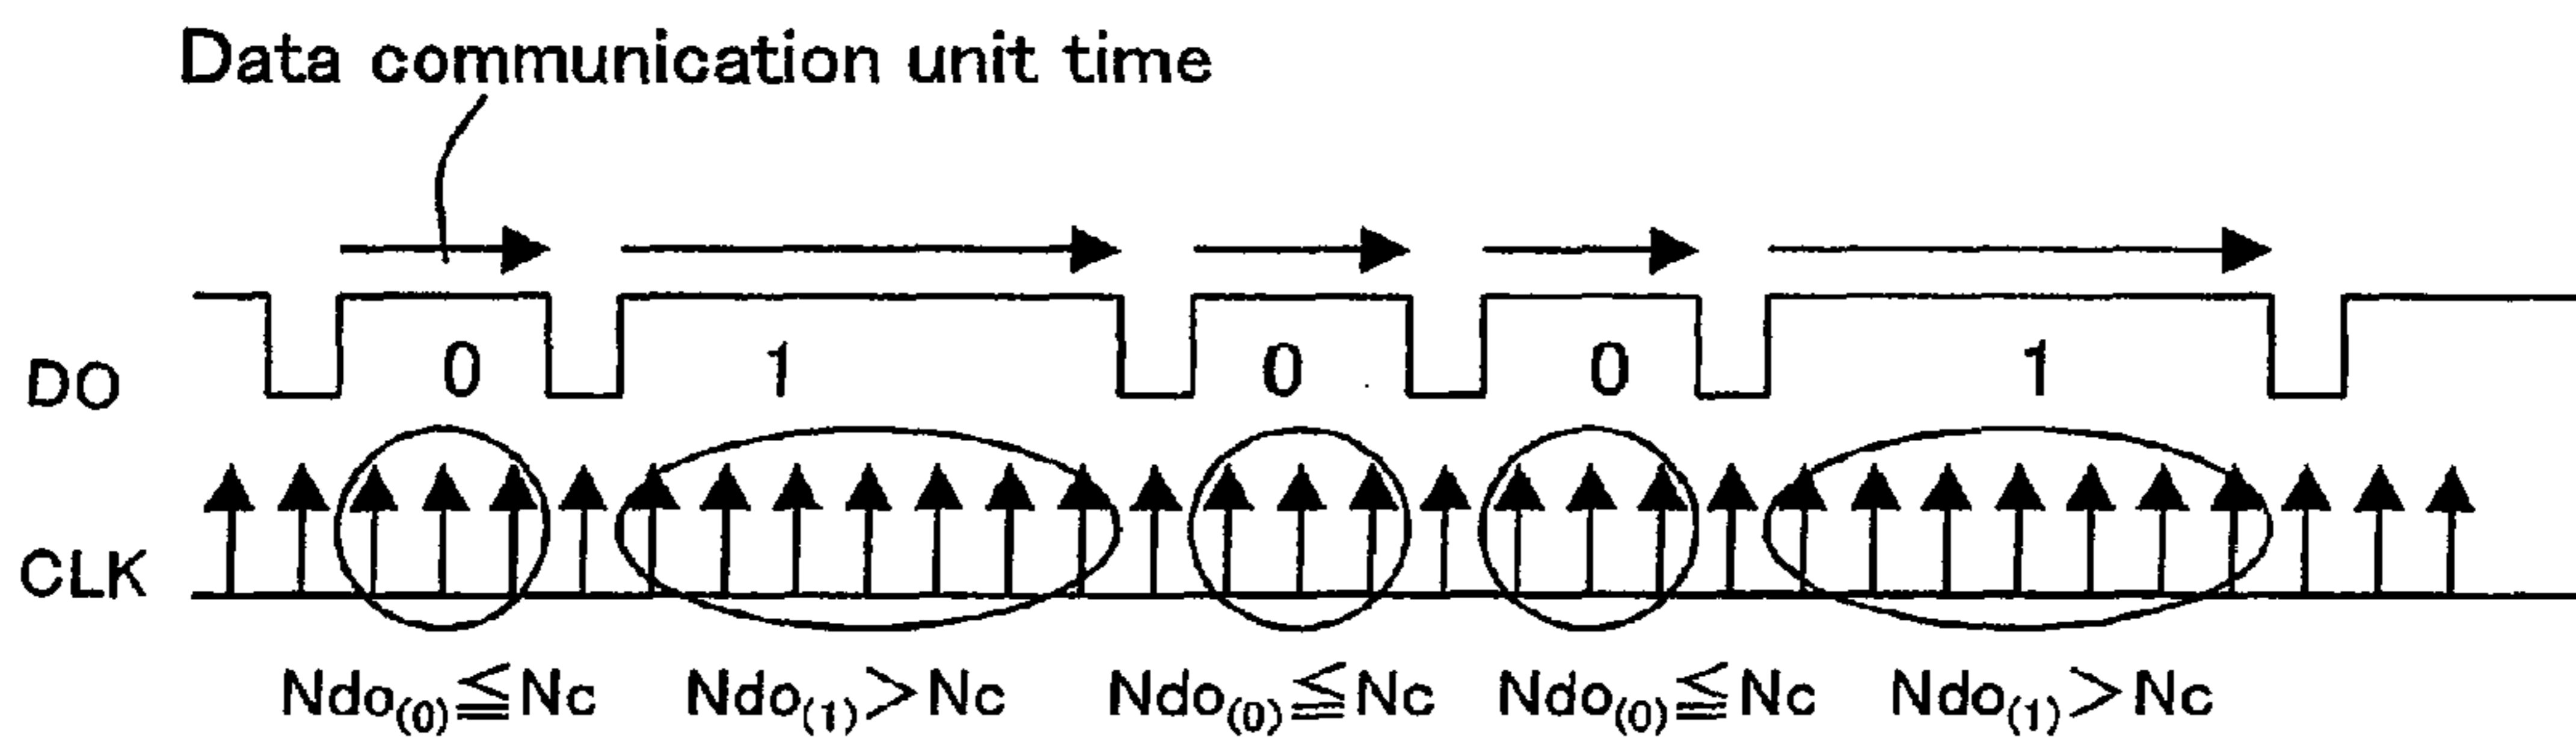 Data communication unit time
DO 0 1 0 0 1
CLK
Ndo(0)≦Nc Ndo(1)>Nc Ndo(0)≦Nc Ndo(0)≦Nc Ndo(1)>Nc